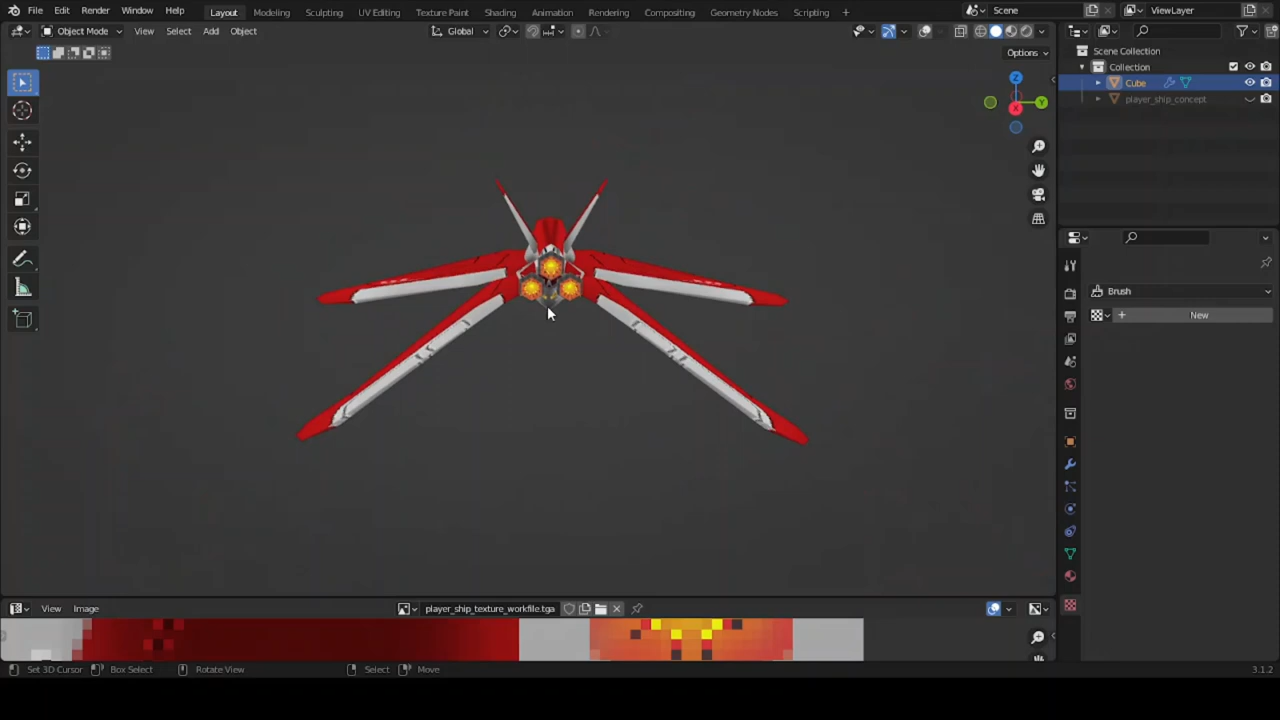 File Edit Render Window Help Layout Modeling Sculpting UV Editing Texture Paint Shading Animation Rendering Compositing Geometry Nodes Scripting + Scene ViewLayer
Object Mode View Select Add Object Global
Options
Scene Collection
Collection
Cube
player_ship_concept
Z
Y
X
Brush
New
View Image player_ship_texture_workfile.tga
Set 3D Cursor Box Select Rotate View Select Move 3.1.2